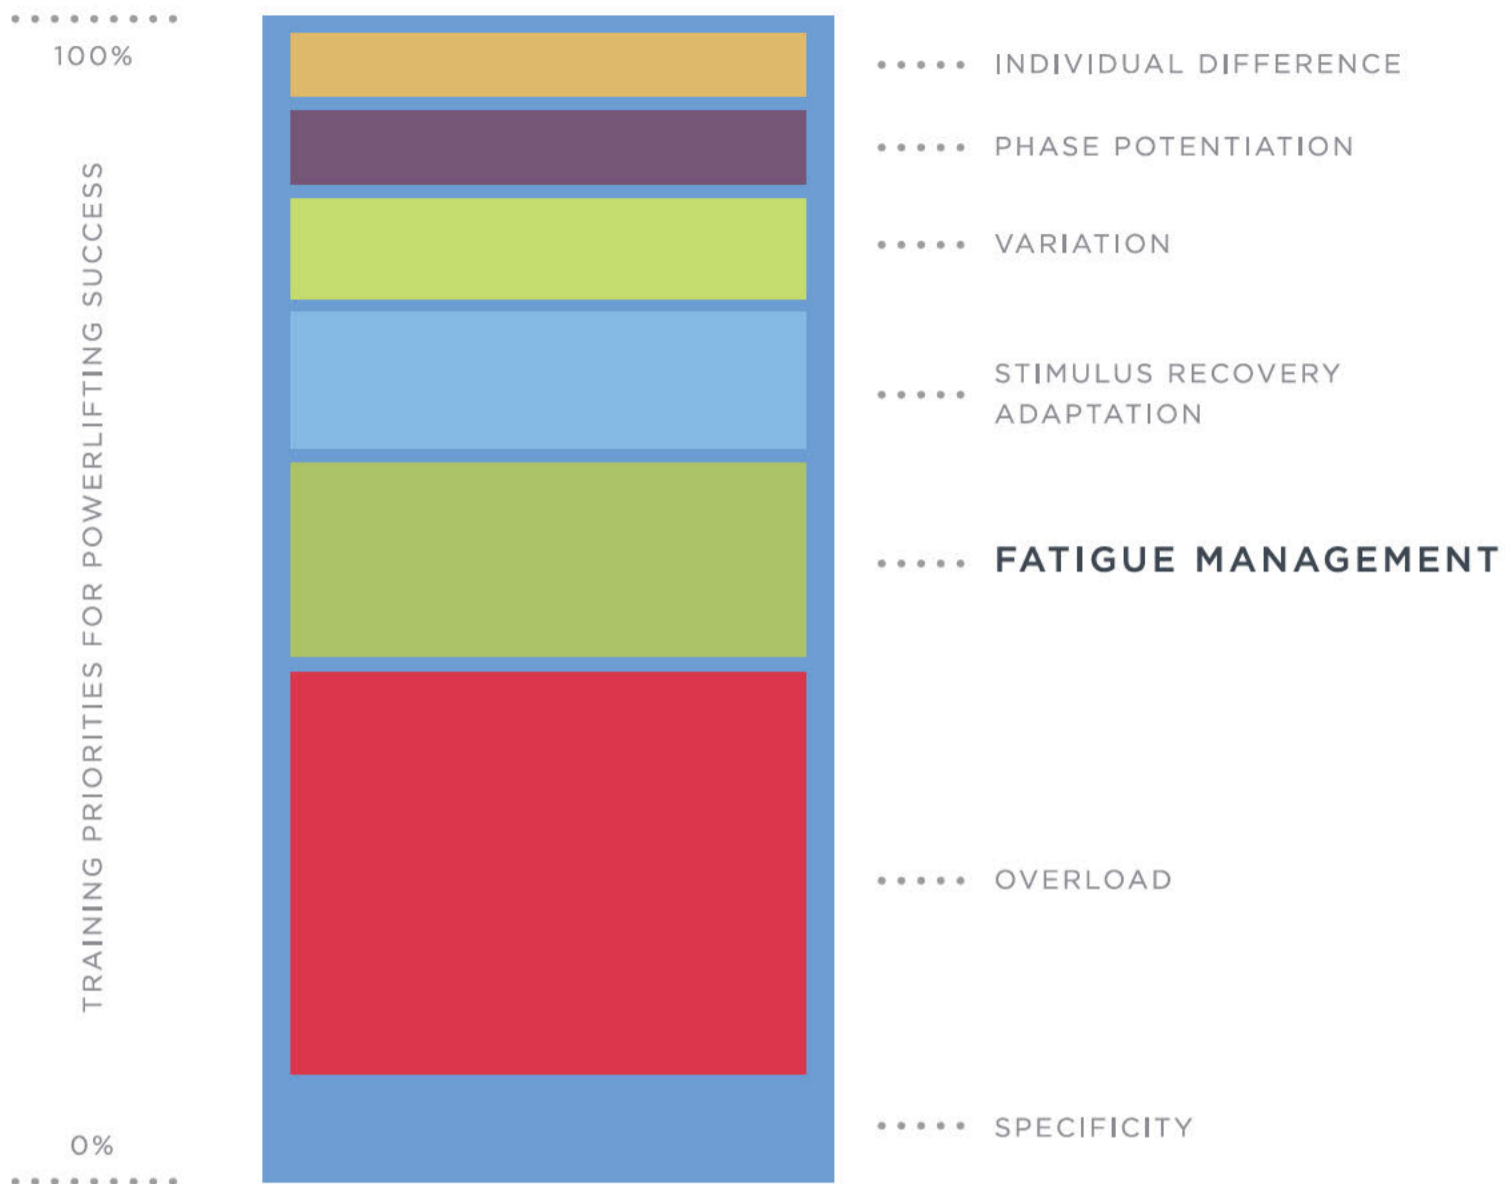 100%
TRAINING PRIORITIES FOR POWERLIFTING SUCCESS
0%
INDIVIDUAL DIFFERENCE
PHASE POTENTIATION
VARIATION
STIMULUS RECOVERY
ADAPTATION
FATIGUE MANAGEMENT
OVERLOAD
SPECIFICITY